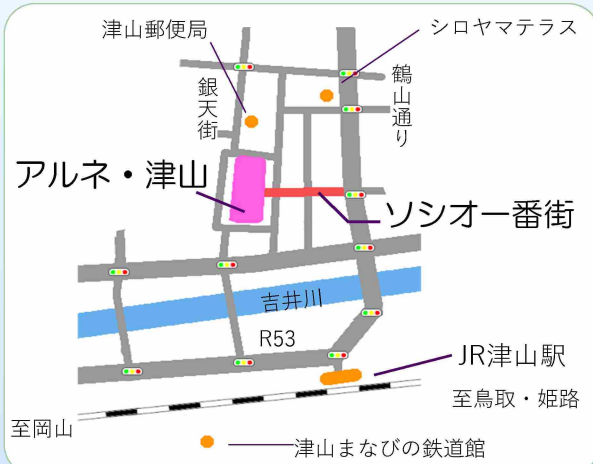 津山郵便局
シロヤマテラス
銀天街
鶴山通り
アルネ・津山
ソシオ一番街
吉井川
R53
JR津山駅
至鳥取・姫路
至岡山
津山まなびの鉄道館